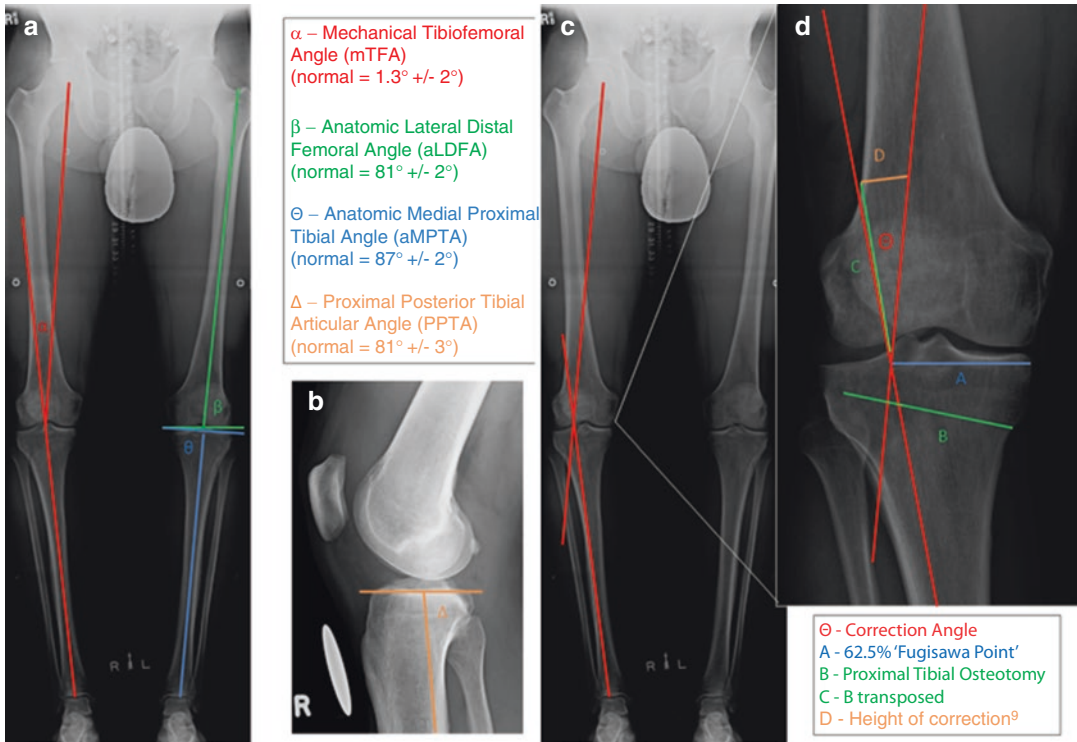 Ri
a
α
β
θ
R L
α – Mechanical Tibiofemoral
Angle (mTFA)
(normal = 1.3° +/- 2°)
β – Anatomic Lateral Distal
Femoral Angle (aLDFA)
(normal = 81° +/- 2°)
Θ – Anatomic Medial Proximal
Tibial Angle (aMPTA)
(normal = 87° +/- 2°)
Δ – Proximal Posterior Tibial
Articular Angle (PPTA)
(normal = 81° +/- 3°)
b
Δ
R
Ri
c
R L
d
D
Θ
C
A
B
Θ - Correction Angle
A - 62.5% 'Fugisawa Point'
B - Proximal Tibial Osteotomy
C - B transposed
D - Height of correction⁹